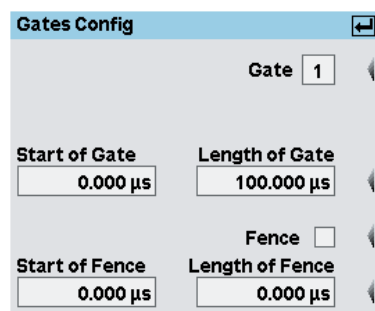 Gates Config
Gate 1
Start of Gate Length of Gate
0.000 µs 100.000 µs
Fence
Start of Fence Length of Fence
0.000 µs 0.000 µs